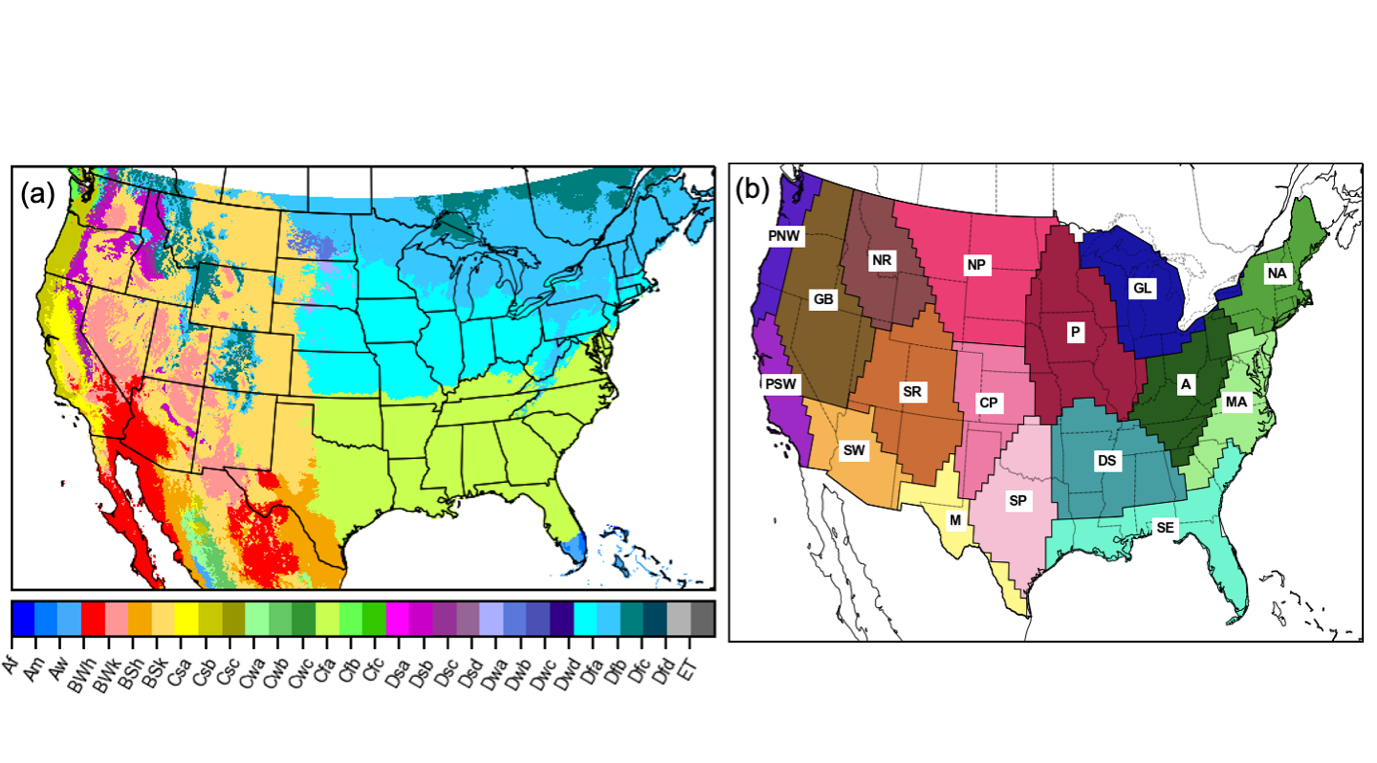 (a)
Af Am Aw BWh BWk BSh BSk Csa Csb Csc Cwa Cwb Cwc Cfa Cfb Cfc Dsa Dsb Dsc Dsd Dwa Dwb Dwc Dwd Dfa Dfb Dfc Dfd ET
(b)
PNW
NR
NP
GL
NA
GB
P
PSW
SR
CP
A
MA
SW
DS
SP
M
SE